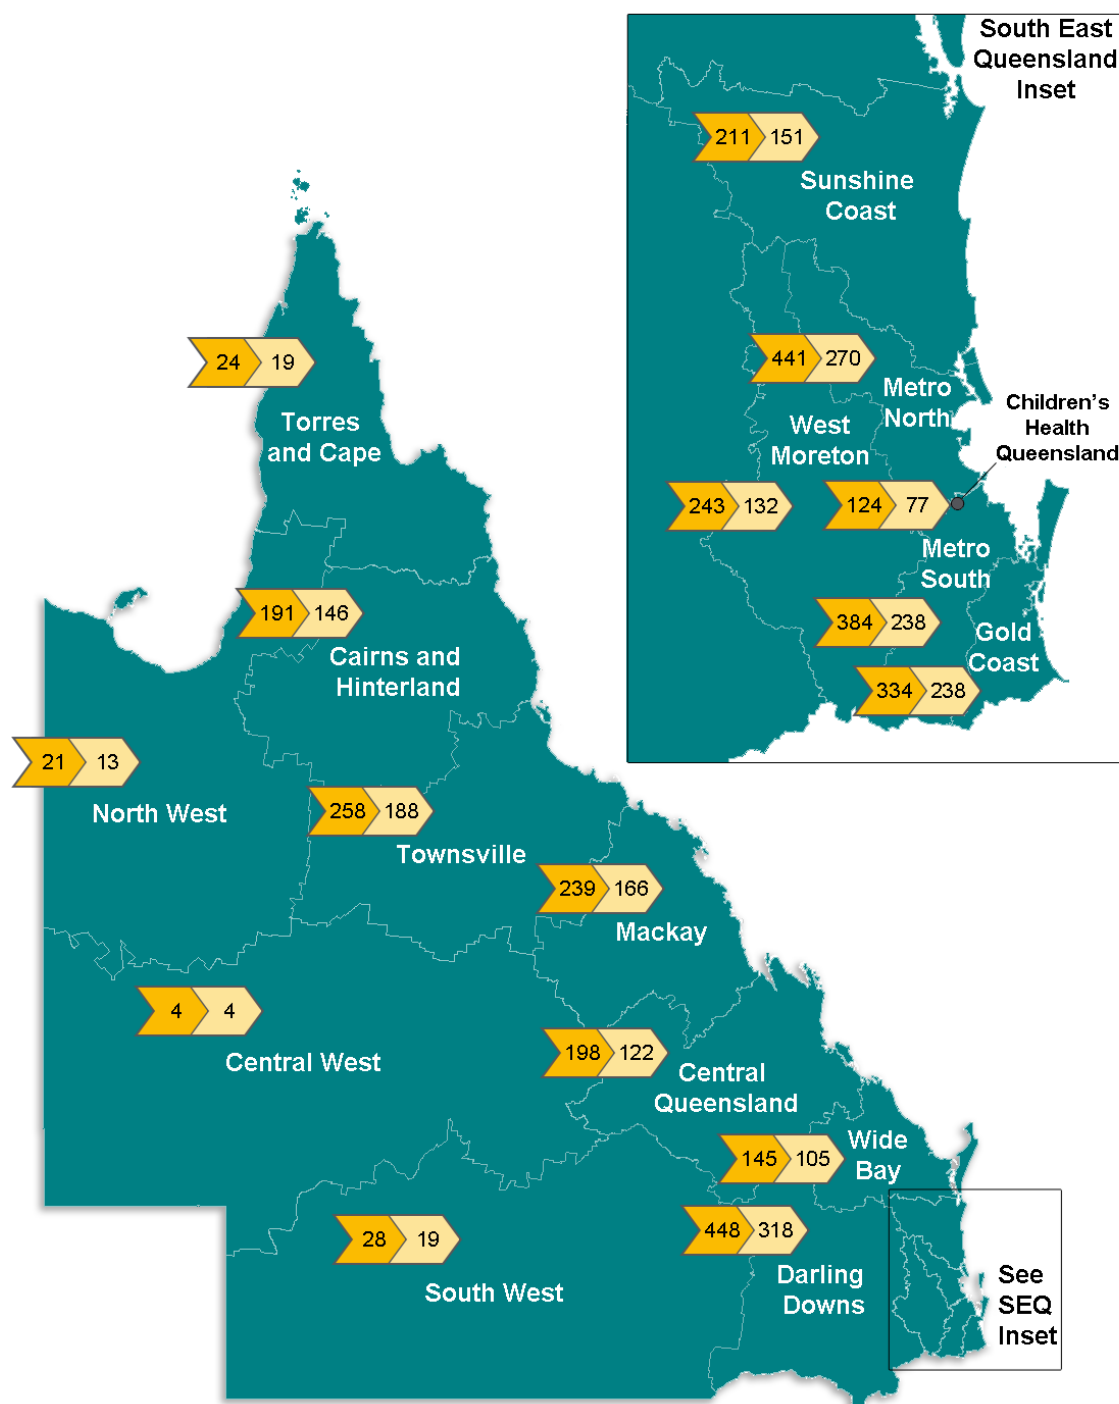 South East
Queensland
Inset
211 151
Sunshine
Coast
441 270
Metro
North
Children's
Health
Queensland
West
Moreton
243 132
124 77
Metro
South
384 238
Gold
Coast
334 238
24 19
Torres
and Cape
191 146
Cairns and
Hinterland
21 13
North West
258 188
Townsville
239 166
Mackay
4 4
Central West
198 122
Central
Queensland
145 105
Wide
Bay
28 19
South West
448 318
Darling
Downs
See
SEQ
Inset